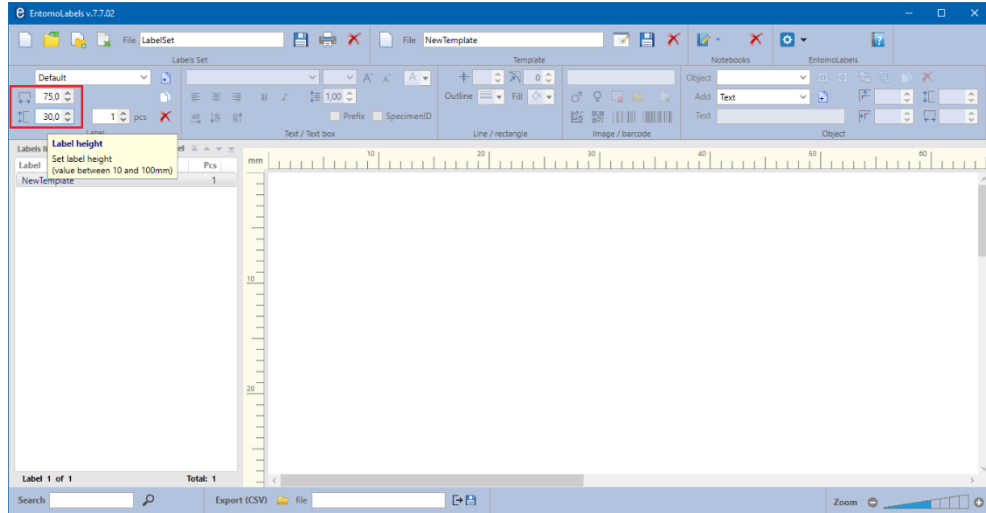 e EntomoLabels v.7.7.02
File LabelSet
File NewTemplate
Labels Set
Template
Notebooks
EntomoLabels
Default
A A A
0
Object
75,0
B I
1,00
Outline
Fill
Add Text
30,0
1 pcs
Prefix
SpecimenID
Text
Label
Text / Text box
Line / rectangle
Image / barcode
Object
Label height
Set label height
(value between 10 and 100mm)
Labels li
el
Label
Pcs
NewTemplate
1
mm
10
20
30
40
50
60
10
20
Label 1 of 1
Total: 1
Search
Export (CSV)
file
Zoom